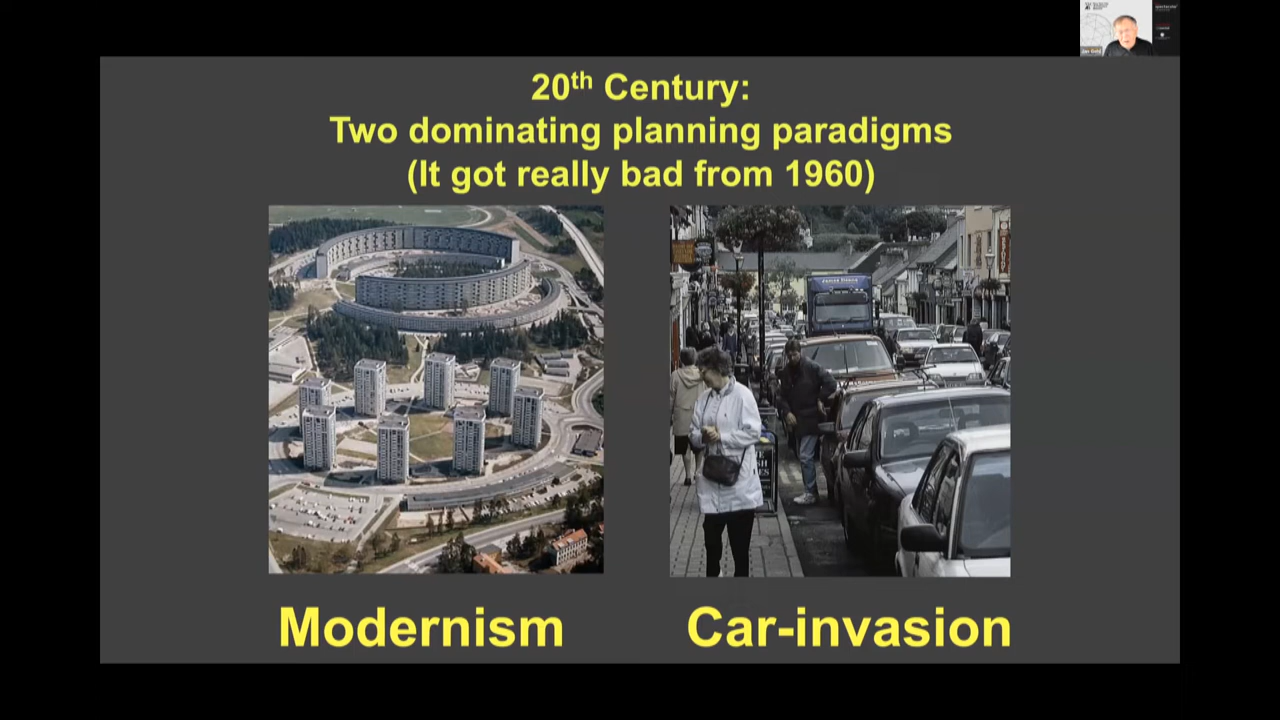 20th Century:
Two dominating planning paradigms
(It got really bad from 1960)
Modernism
Car-invasion